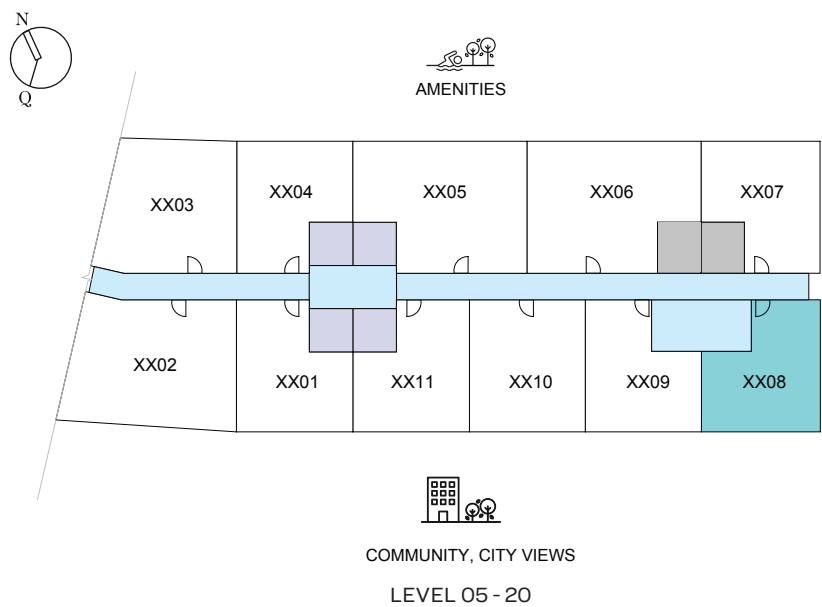 N
Q
AMENITIES
XX03
XX04
XX05
XX06
XX07
XX02
XX01
XX11
XX10
XX09
XX08
COMMUNITY, CITY VIEWS
LEVEL 05 - 20